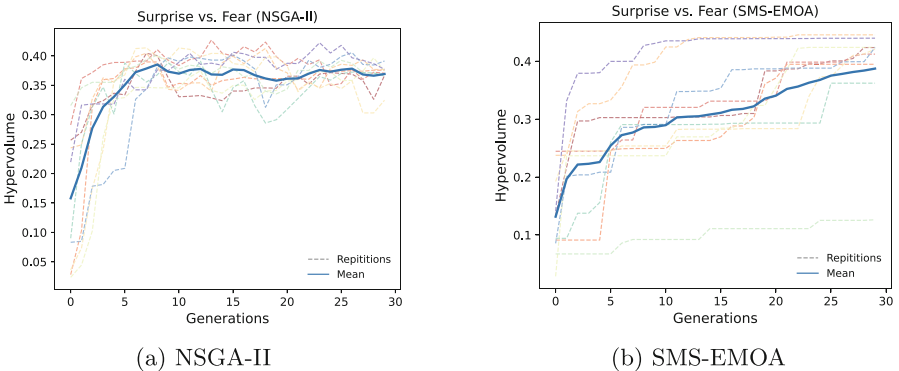 Surprise vs. Fear (NSGA-II)
0.40
0.35
0.30
0.25
0.20
0.15
0.10
0.05
Hypervolume
Repititions
Mean
0 5 10 15 20 25 30
Generations
(a) NSGA-II
Surprise vs. Fear (SMS-EMOA)
0.4
0.3
0.2
0.1
Hypervolume
Repititions
Mean
0 5 10 15 20 25 30
Generations
(b) SMS-EMOA